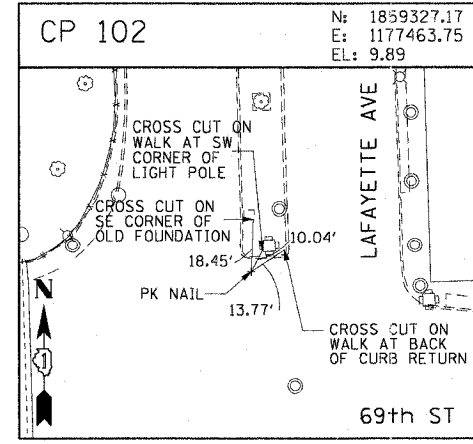 CP 102
N: 1859327.17
E: 1177463.75
EL: 9.89
CROSS CUT ON
WALK AT SW
CORNER OF
LIGHT POLE
LAFAYETTE AVE
CROSS CUT ON
SE CORNER OF
OLD FOUNDATION
10.04'
18.45'
PK NAIL
13.77'
N
1
CROSS CUT ON
WALK AT BACK
OF CURB RETURN
69th ST